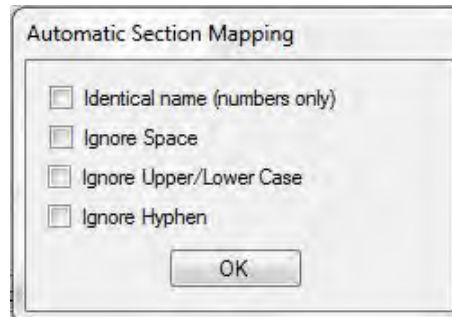 Automatic Section Mapping
Identical name (numbers only)
Ignore Space
Ignore Upper/Lower Case
Ignore Hyphen
OK